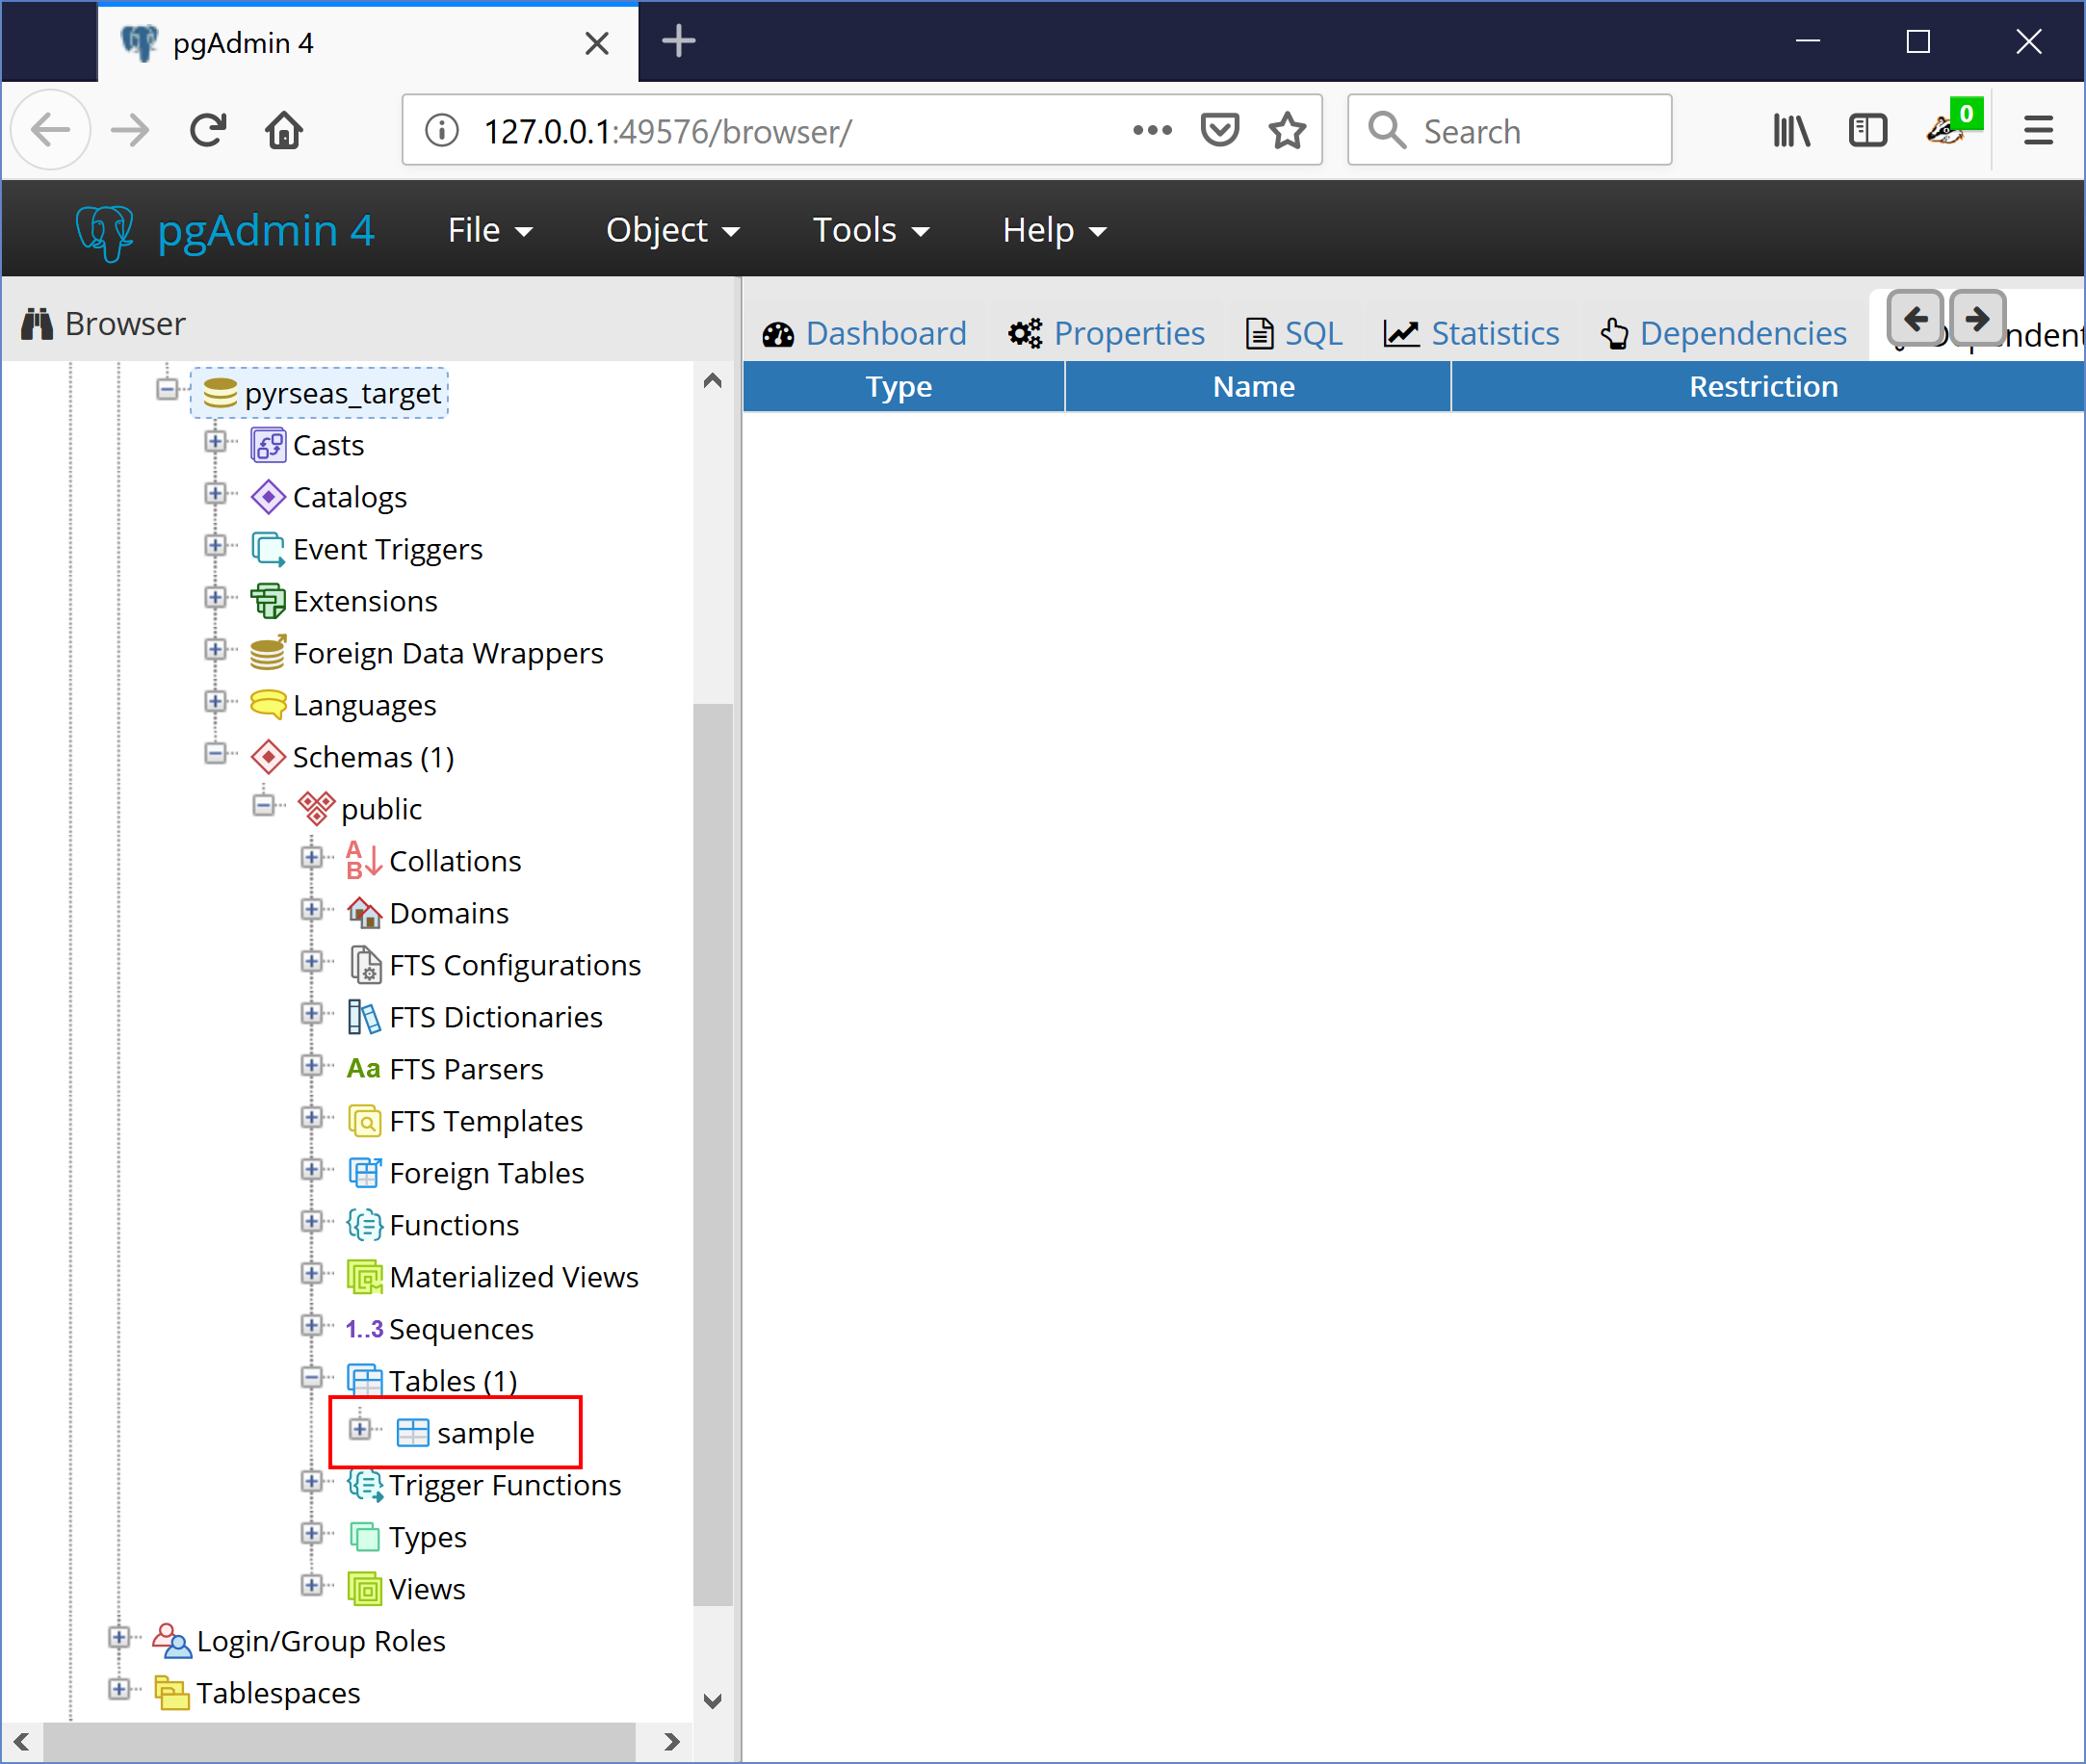 pgAdmin 4
127.0.0.1:49576/browser/
Search
0
pgAdmin 4 File Object Tools Help
Browser
Dashboard Properties SQL Statistics Dependencies
Type Name Restriction
pyrseas_target
Casts
Catalogs
Event Triggers
Extensions
Foreign Data Wrappers
Languages
Schemas (1)
public
A B Collations
Domains
FTS Configurations
FTS Dictionaries
Aa FTS Parsers
FTS Templates
Foreign Tables
Functions
Materialized Views
1..3 Sequences
Tables (1)
sample
Trigger Functions
Types
Views
Login/Group Roles
Tablespaces